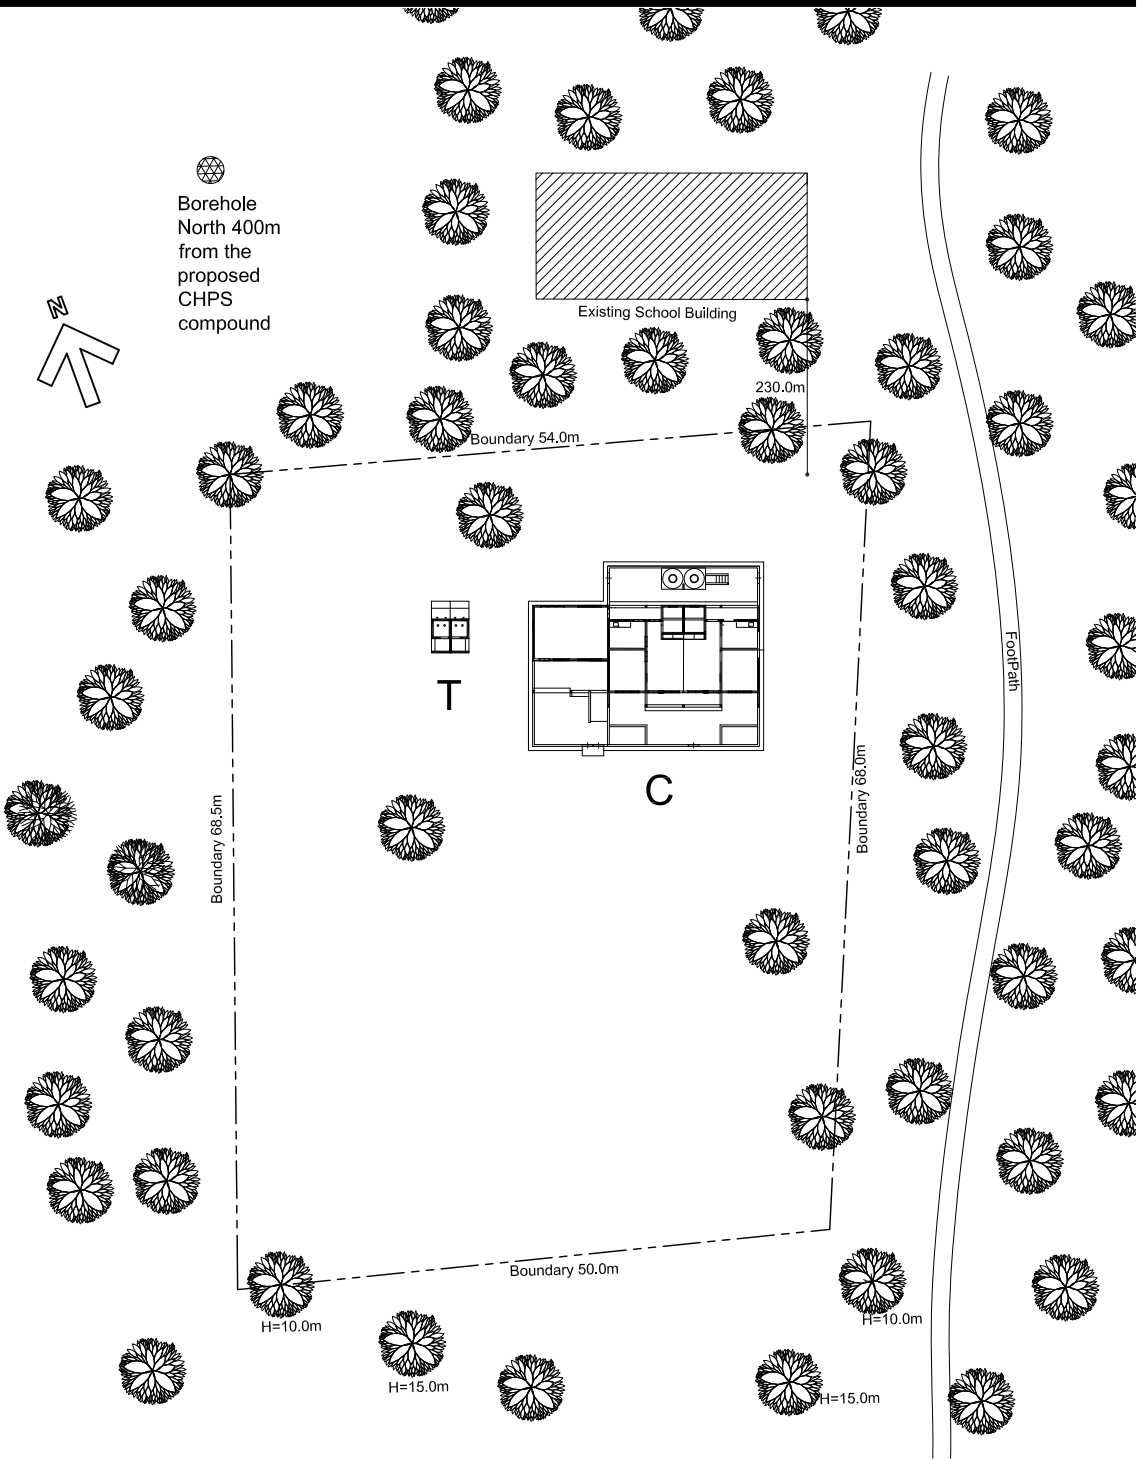 Borehole
North 400m
from the
proposed
CHPS
compound
N
Existing School Building
230.0m
Boundary 54.0m
T
C
FootPath
Boundary 68.0m
Boundary 68.5m
Boundary 50.0m
H=10.0m
H=10.0m
H=15.0m
H=15.0m